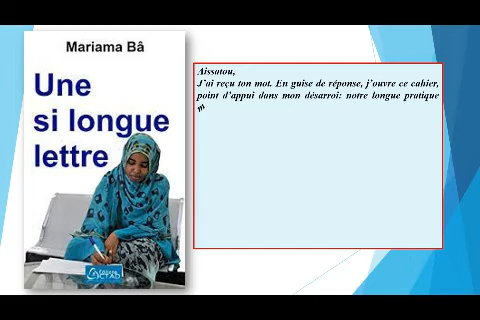 Mariama Bâ
Une
si longue
lettre
Aissatou,
J'ai reçu ton mot. En guise de réponse, j'ouvre ce cahier,
point d'appui dans mon désarroi: notre longue pratique
m